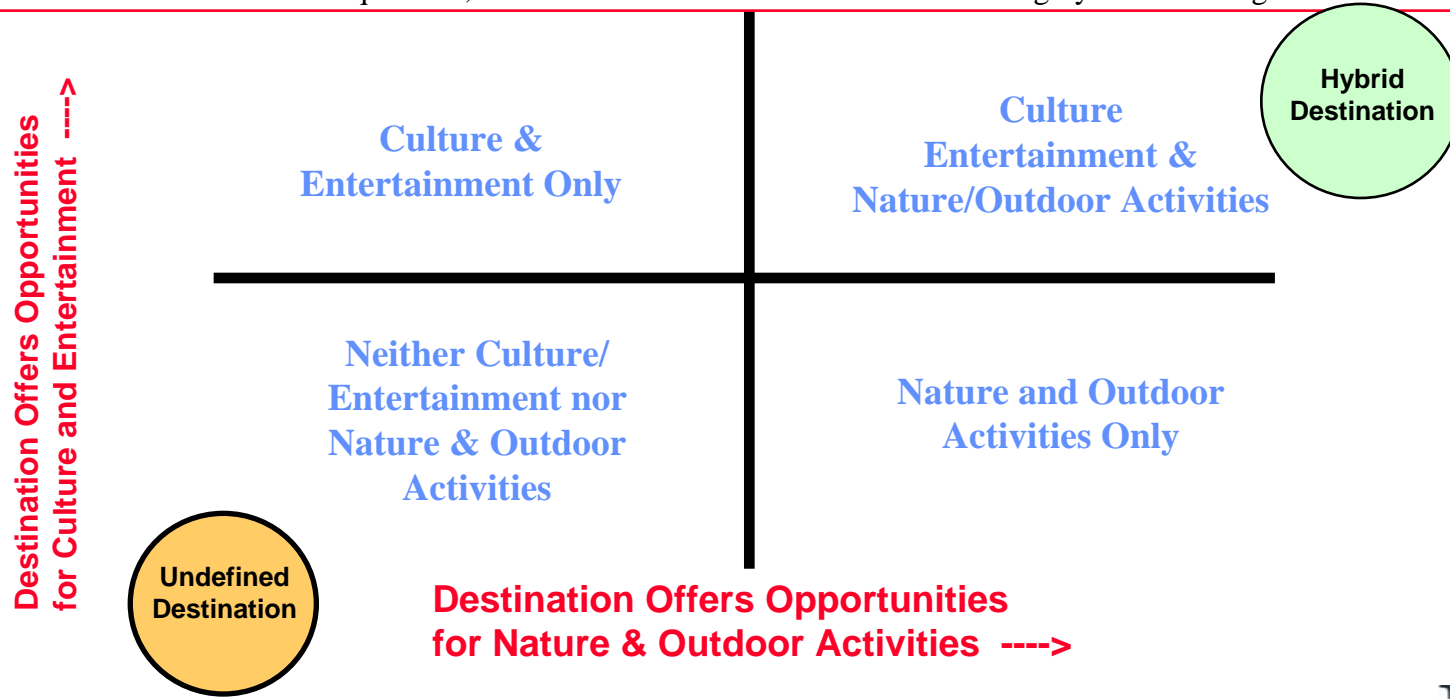 Hybrid
Destination
Culture &
Entertainment Only
Culture
Entertainment &
Nature/Outdoor Activities
Destination Offers Opportunities
for Culture and Entertainment ---->
Neither Culture/
Entertainment nor
Nature & Outdoor
Activities
Nature and Outdoor
Activities Only
Undefined
Destination
Destination Offers Opportunities
for Nature & Outdoor Activities ---->